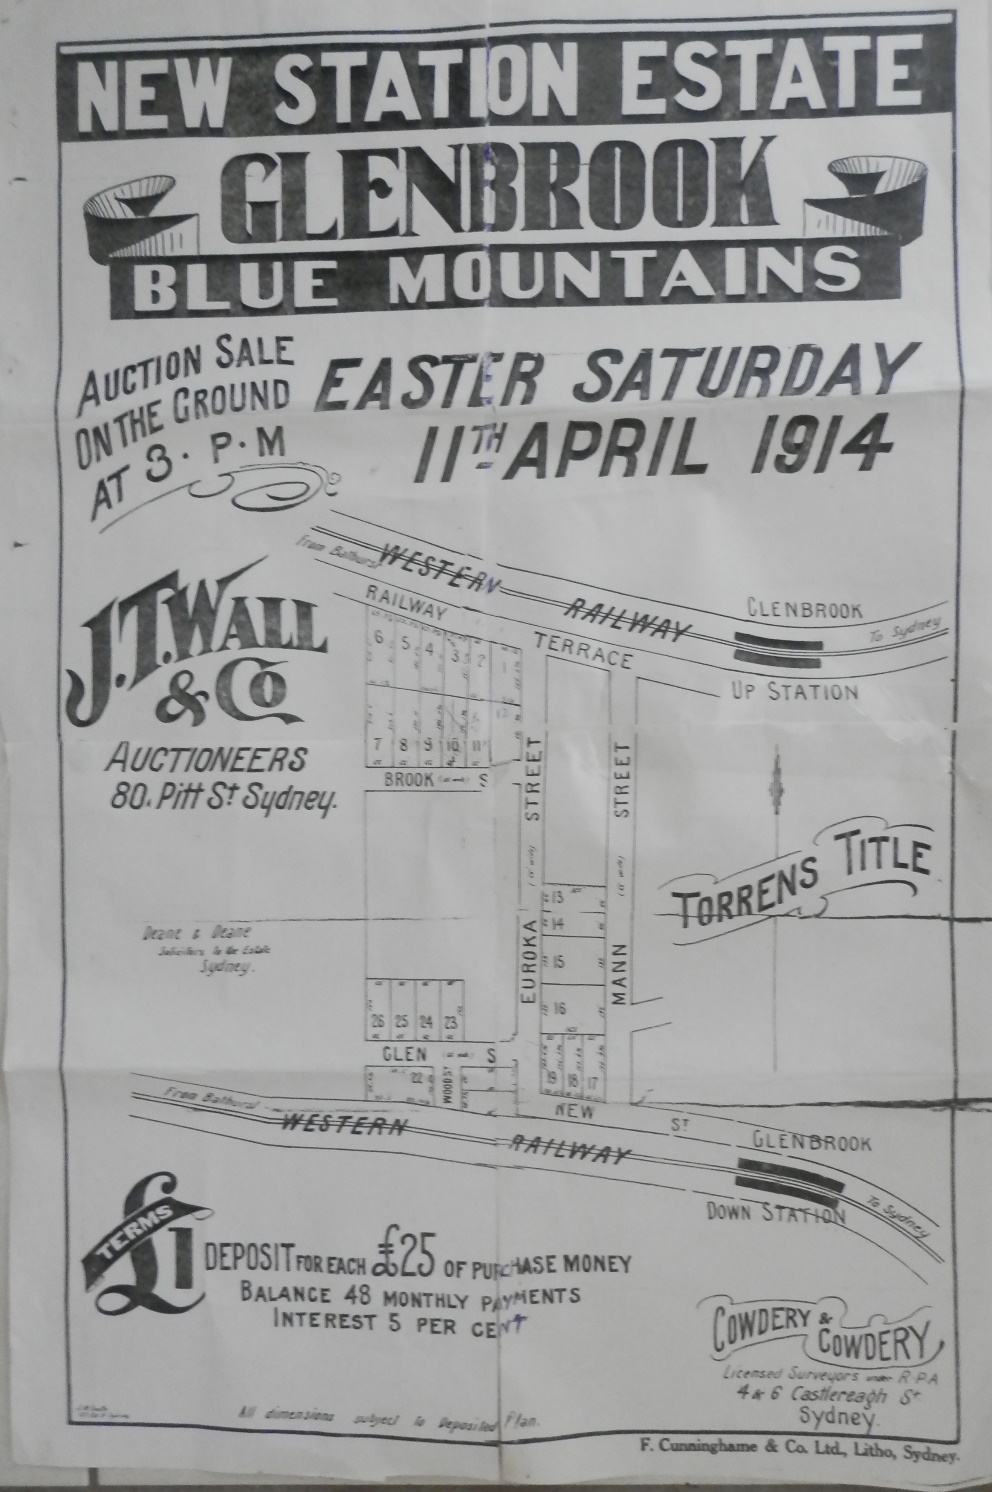 NEW STATION ESTATE
GLENBROOK
BLUE MOUNTAINS
AUCTION SALE
ON THE GROUND
AT 3. P.M
EASTER SATURDAY
11TH APRIL 1914
J.T. WALL
& CO
AUCTIONEERS
80. Pitt St Sydney.
From Bathurst
WESTERN RAILWAY
GLENBROOK
To Sydney
UP STATION
RAILWAY TERRACE
6 5 4 3 2 1
7 8 9 10 11
BROOK S
EUROKA STREET
MANN STREET
13
14
15
16
19 18 17
TORRENS TITLE
Deane & Deane
Solicitors to the Estate
Sydney.
26 25 24 23
GLEN S
22
WOOD ST
NEW ST
From Bathurst
WESTERN RAILWAY
GLENBROOK
To Sydney
DOWN STATION
TERMS
£1 DEPOSIT FOR EACH £25 OF PURCHASE MONEY
BALANCE 48 MONTHLY PAYMENTS
INTEREST 5 PER CENT
COWDERY & COWDERY
Licensed Surveyors under R.P.A
4 & 6 Castlereagh St
Sydney.
All dimensions subject to Deposited Plan.
F. Cunninghame & Co. Ltd., Litho, Sydney.